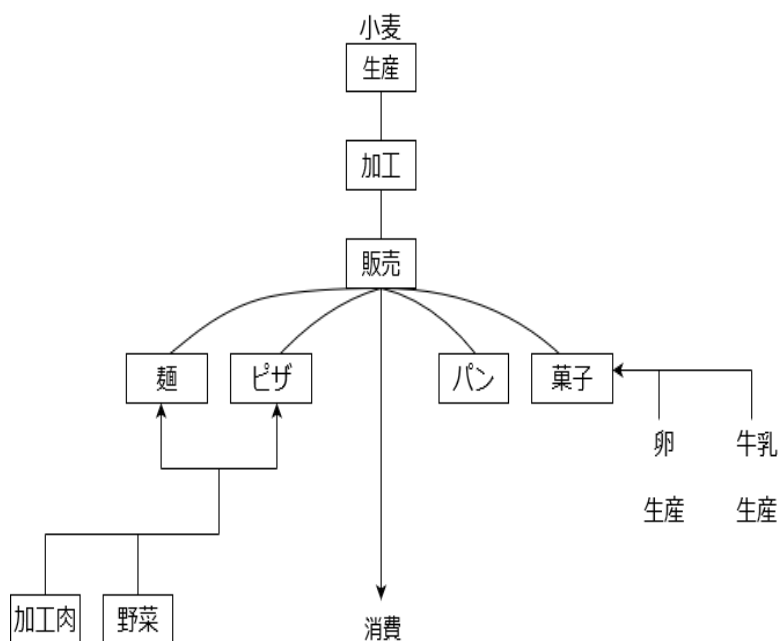 小麦
生産
加工
販売
麺
ピザ
パン
菓子
卵
牛乳
生産
生産
加工肉
野菜
消費